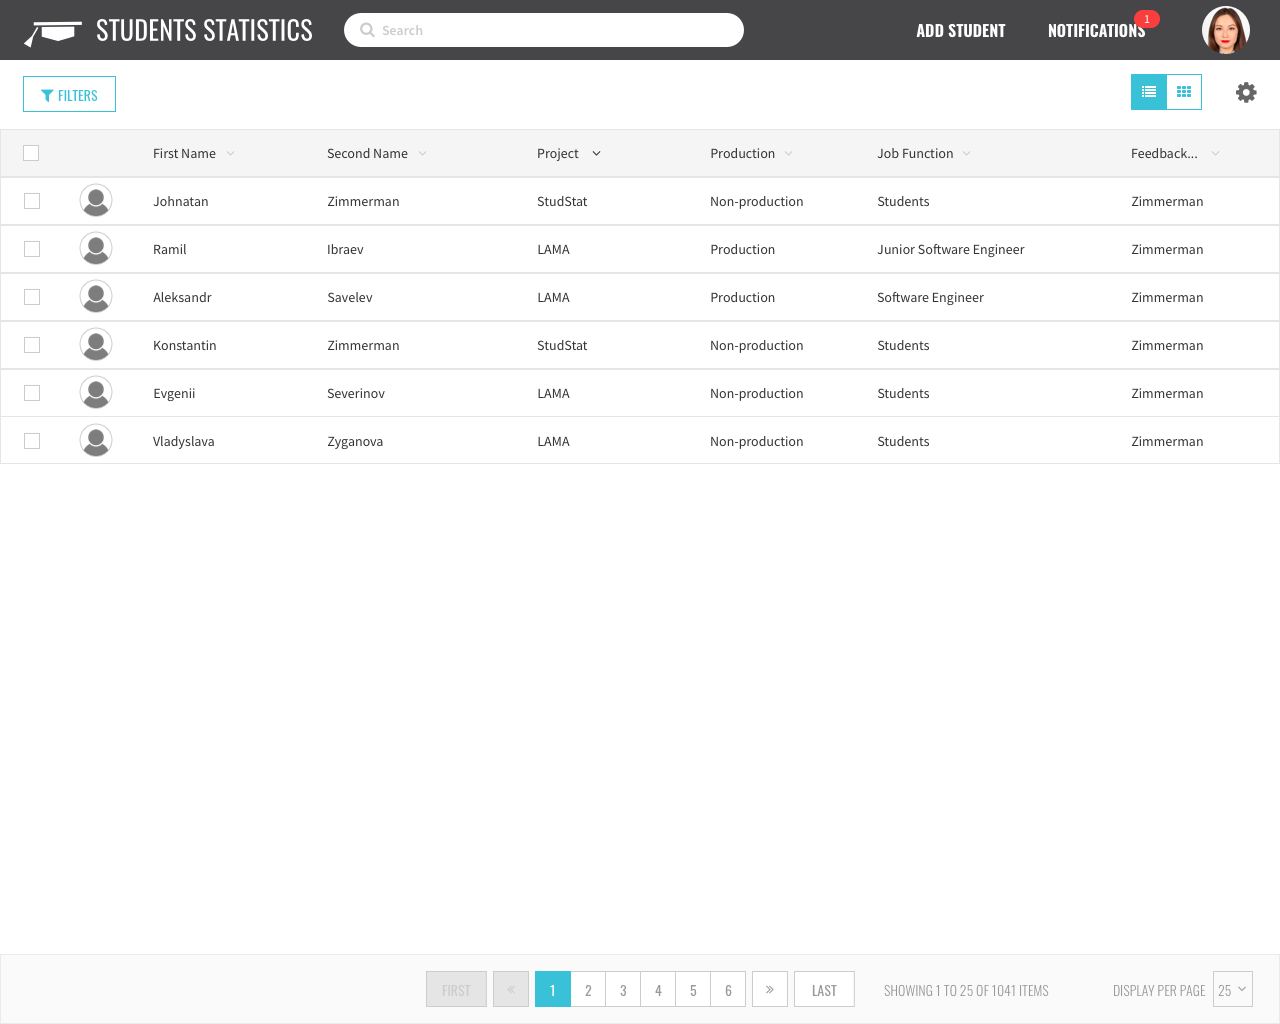 STUDENTS STATISTICS Search ADD STUDENT NOTIFICATIONS 1
FILTERS
First Name Second Name Project Production Job Function Feedback...
Johnatan Zimmerman StudStat Non-production Students Zimmerman
Ramil Ibraev LAMA Production Junior Software Engineer Zimmerman
Aleksandr Savelev LAMA Production Software Engineer Zimmerman
Konstantin Zimmerman StudStat Non-production Students Zimmerman
Evgenii Severinov LAMA Non-production Students Zimmerman
Vladyslava Zyganova LAMA Non-production Students Zimmerman
FIRST « 1 2 3 4 5 6 » LAST SHOWING 1 TO 25 OF 1041 ITEMS DISPLAY PER PAGE 25